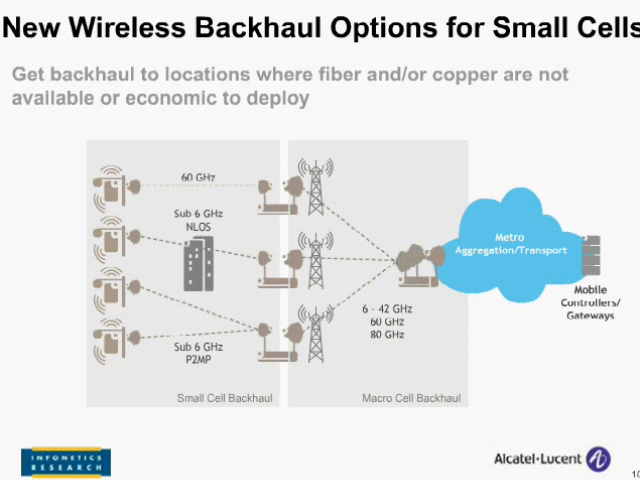 New Wireless Backhaul Options for Small Cells
Get backhaul to locations where fiber and/or copper are not
available or economic to deploy
60 GHz
Sub 6 GHz
NLOS
Sub 6 GHz
P2MP
Small Cell Backhaul
6 - 42 GHz
60 GHz
80 GHz
Macro Cell Backhaul
Metro
Aggregation/Transport
Mobile
Controllers/
Gateways
INFONETICS
RESEARCH
Alcatel·Lucent